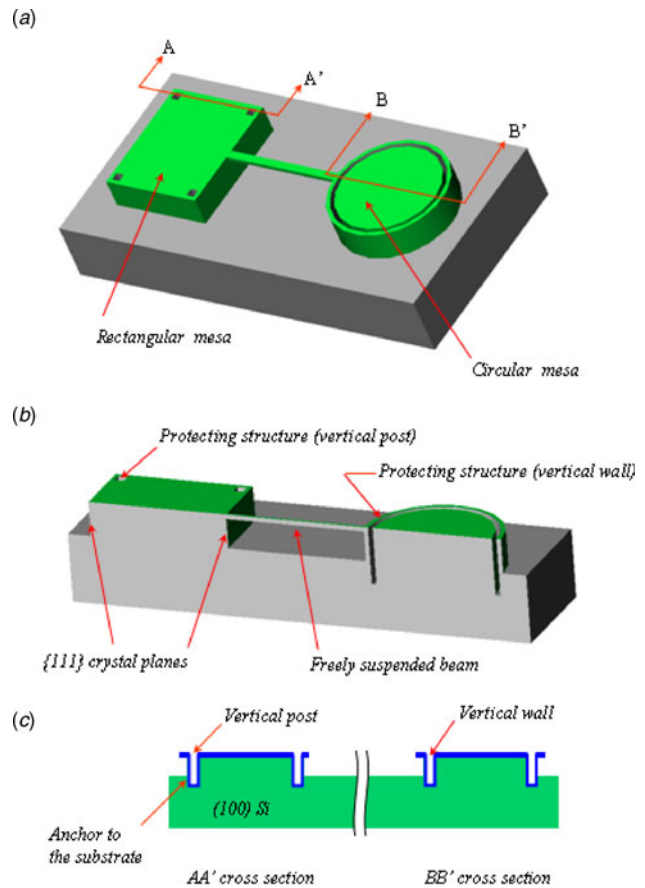 (a)
A
A'
B
B'
Rectangular mesa
Circular mesa
(b)
Protecting structure (vertical post)
Protecting structure (vertical wall)
{111} crystal planes
Freely suspended beam
(c)
Vertical post
Vertical wall
(100) Si
Anchor to
the substrate
AA' cross section
BB' cross section